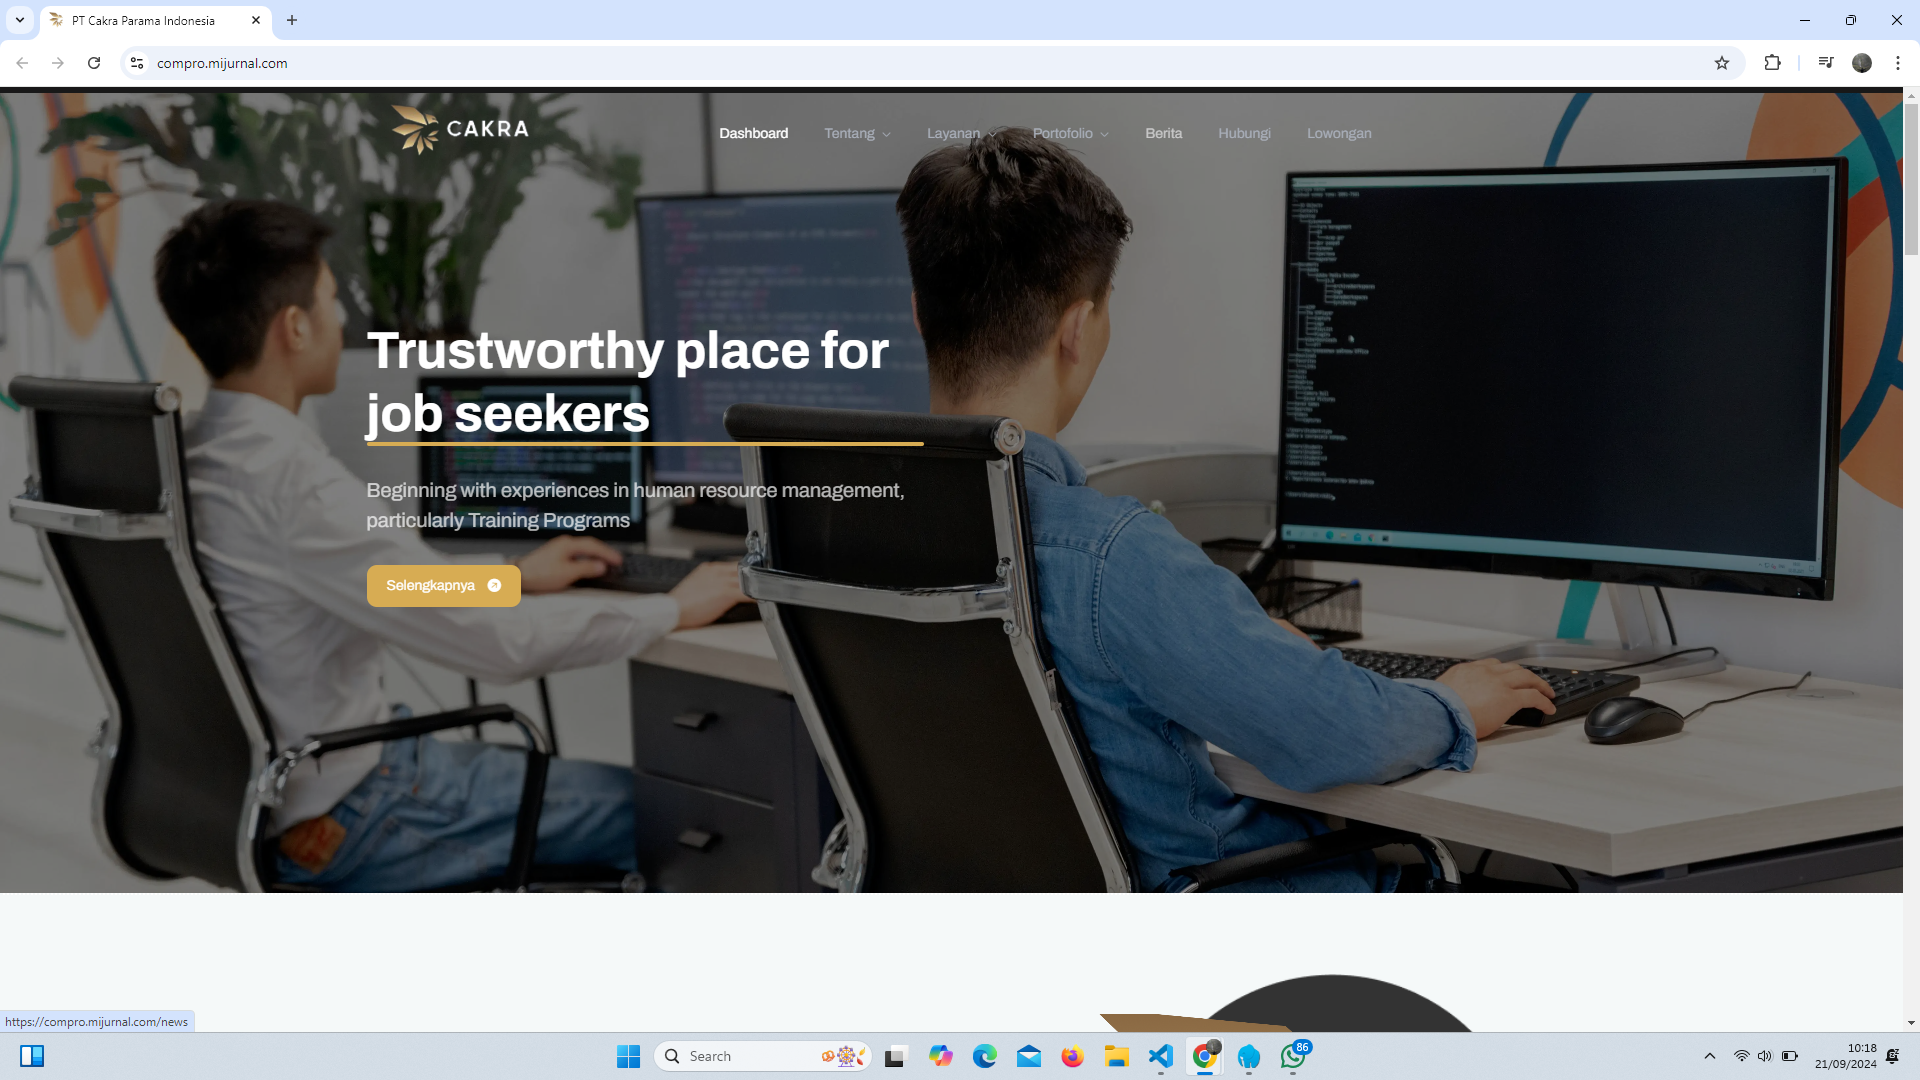 PT Cakra Parama Indonesia
compro.mijurnal.com
CAKRA
Dashboard Tentang Layanan Portofolio Berita Hubungi Lowongan
Trustworthy place for
job seekers
Beginning with experiences in human resource management,
particularly Training Programs
Selengkapnya
https://compro.mijurnal.com/news
Search
86
10:18
21/09/2024